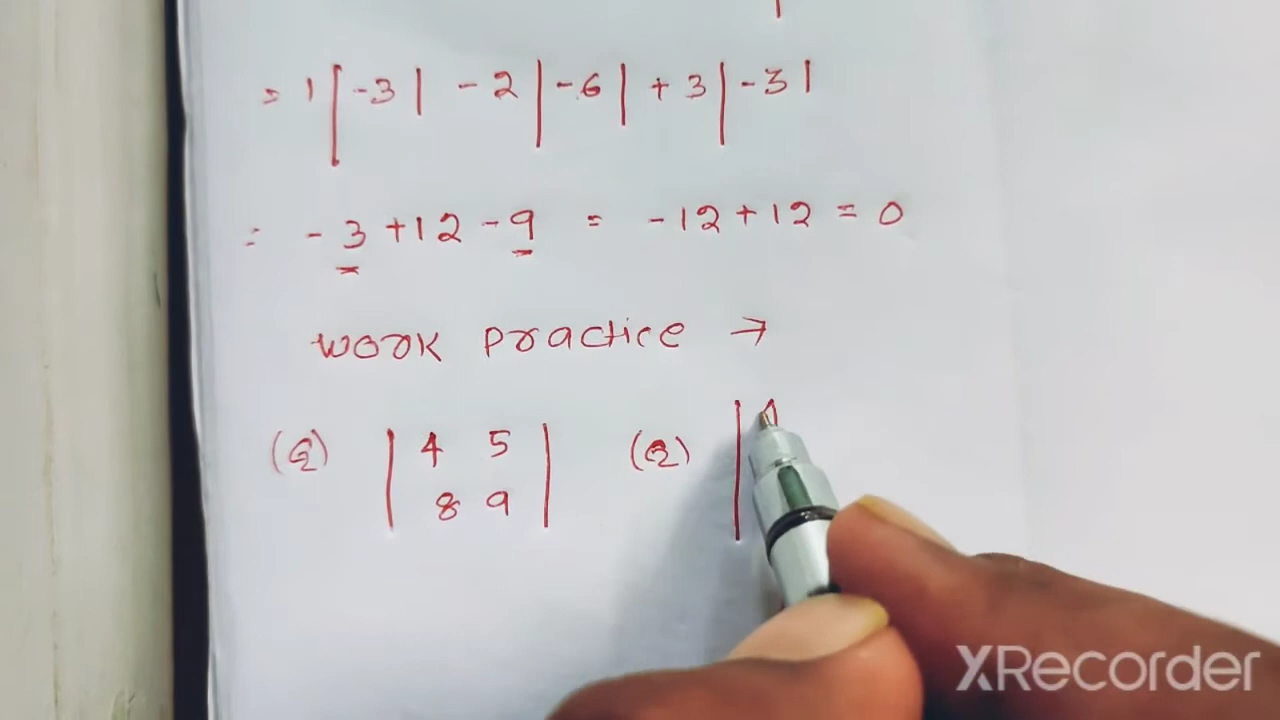 = 1 | -3 | - 2 | -6 | + 3 | -3 |
= - 3 + 12 - 9 = - 12 + 12 = 0
work practice →
(Q) | 4 5 | (Q) |
8 9
XRecorder